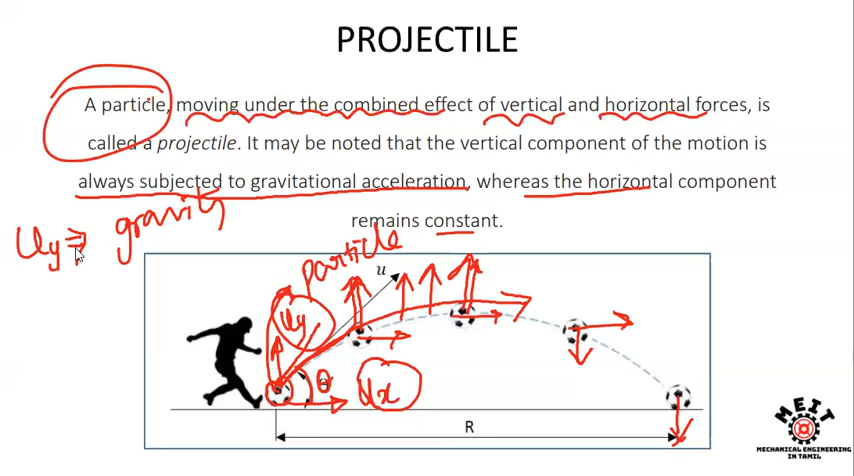 PROJECTILE
A particle, moving under the combined effect of vertical and horizontal forces, is
called a projectile. It may be noted that the vertical component of the motion is
always subjected to gravitational acceleration, whereas the horizontal component
remains constant.
uy ⇒ gravity
particle
u
uy
θ
ux
R
MEIT
MECHANICAL ENGINEERING
IN TAMIL